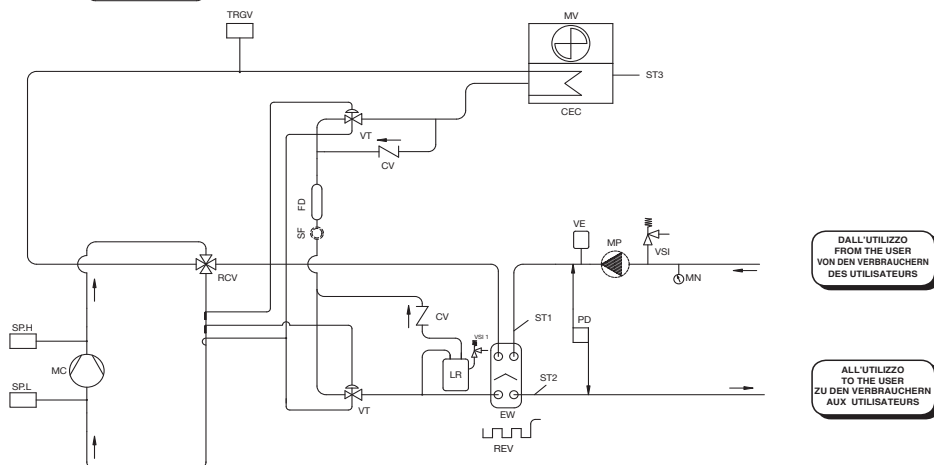 TRGV
MV
ST3
CEC
VT
CV
FD
SF
VE
MP
VSI
MN
DALL'UTILIZZO
FROM THE USER
VON DEN VERBRAUCHERN
DES UTILISATEURS
RCV
CV
ST1
PD
SP.H
VSI 1
MC
LR
ST2
SP.L
VT
EW
REV
ALL'UTILIZZO
TO THE USER
ZU DEN VERBRAUCHERN
AUX UTILISATEURS